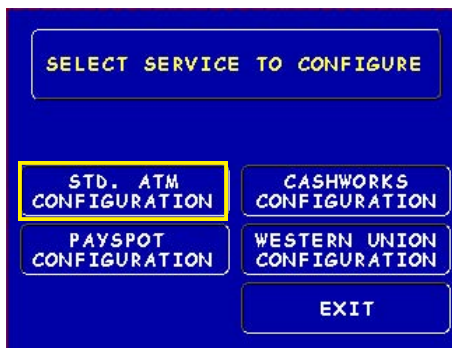 SELECT SERVICE TO CONFIGURE
STD. ATM
CONFIGURATION
CASHWORKS
CONFIGURATION
PAYSPOT
CONFIGURATION
WESTERN UNION
CONFIGURATION
EXIT